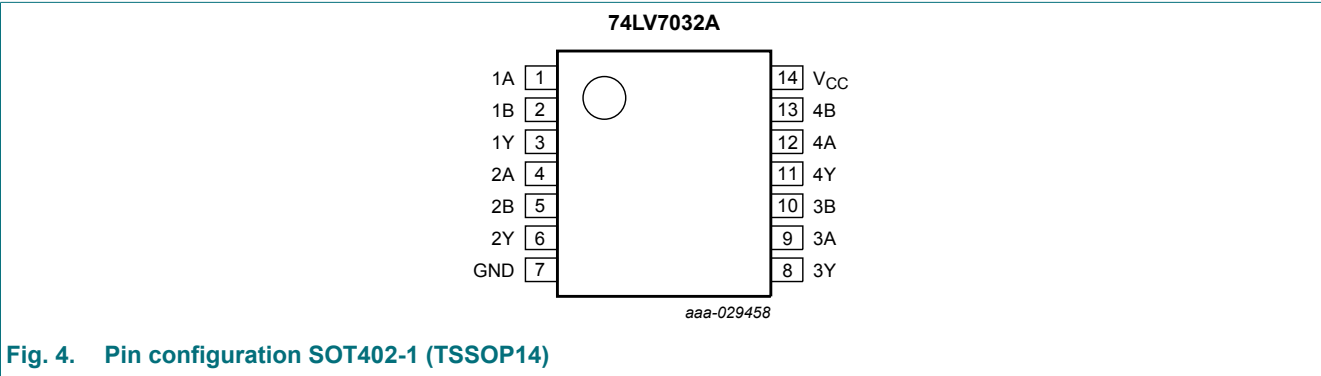 74LV7032A
1A 1 14 VCC
1B 2 13 4B
1Y 3 12 4A
2A 4 11 4Y
2B 5 10 3B
2Y 6 9 3A
GND 7 8 3Y
aaa-029458
Fig. 4. Pin configuration SOT402-1 (TSSOP14)